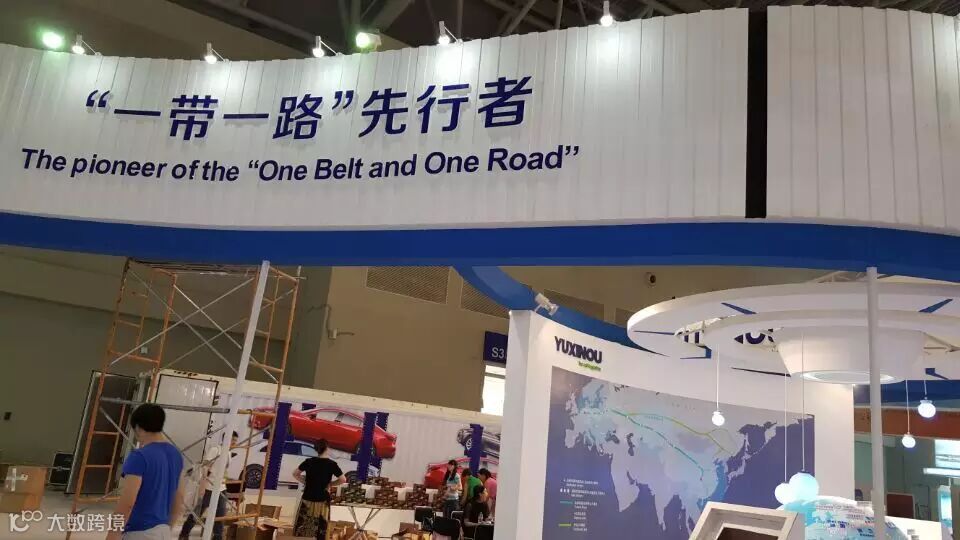 “一带一路”先行者
The pioneer of the “One Belt and One Road”
YUXINOU
大数跨境